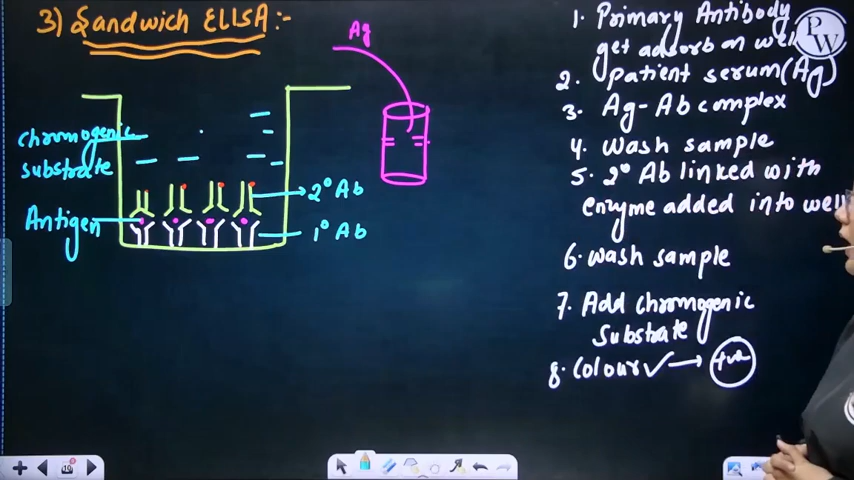 3) Sandwich ELISA :-
Ag
chromogenic
substrate
Antigen
2° Ab
1° Ab
1. Primary Antibody
get adsorb on well
2. Patient serum (Ag)
3. Ag-Ab complex
4. Wash sample
5. 2° Ab linked with
enzyme added into well
6. Wash sample
7. Add chromogenic
Substrate
8. Colour ✓ → +ve
PW
19